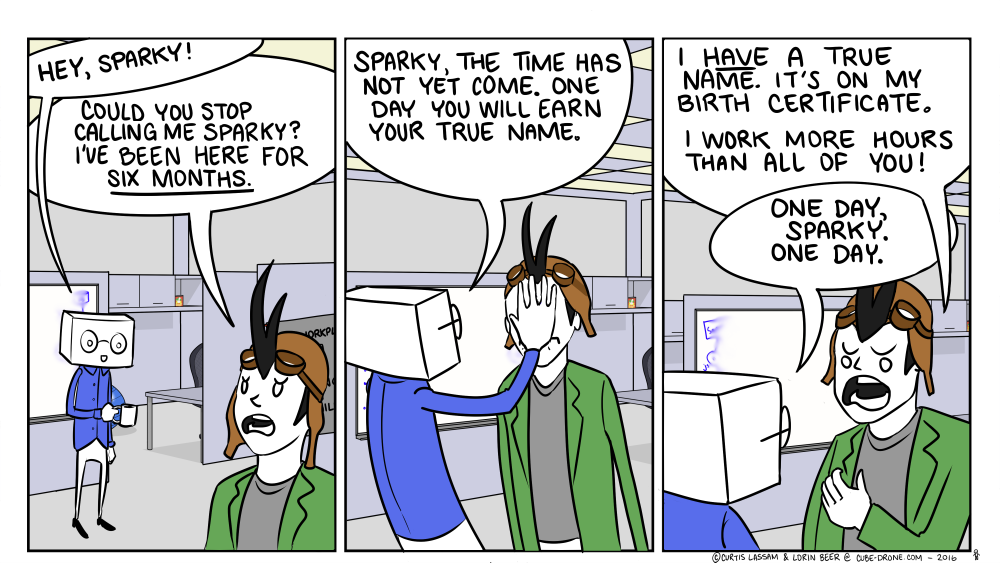 HEY, SPARKY!
COULD YOU STOP
CALLING ME SPARKY?
I'VE BEEN HERE FOR
SIX MONTHS.
SPARKY, THE TIME HAS
NOT YET COME. ONE
DAY YOU WILL EARN
YOUR TRUE NAME.
I HAVE A TRUE
NAME. IT'S ON MY
BIRTH CERTIFICATE.
I WORK MORE HOURS
THAN ALL OF YOU!
ONE DAY,
SPARKY.
ONE DAY.
©CURTIS LASSAM & LORIN BEER @ CUBE-DRONE.COM - 2016